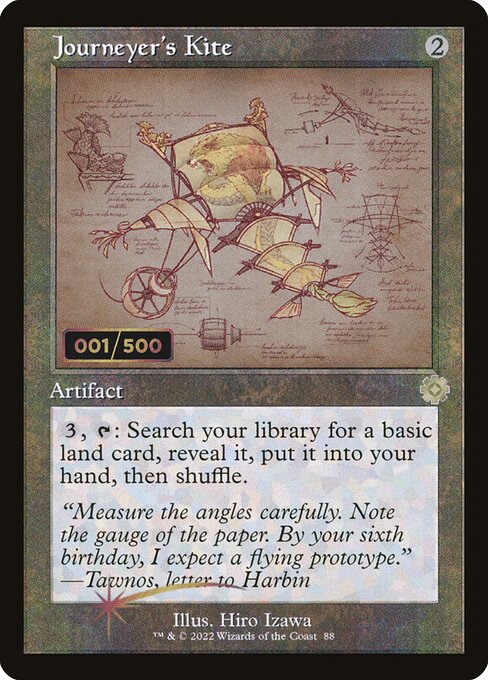 Journeyer's Kite 2
001/500
Artifact
3, T: Search your library for a basic
land card, reveal it, put it into your
hand, then shuffle.
"Measure the angles carefully. Note
the gauge of the paper. By your sixth
birthday, I expect a flying prototype."
—Tawnos, letter to Harbin
Illus. Hiro Izawa
™ & © 2022 Wizards of the Coast 88